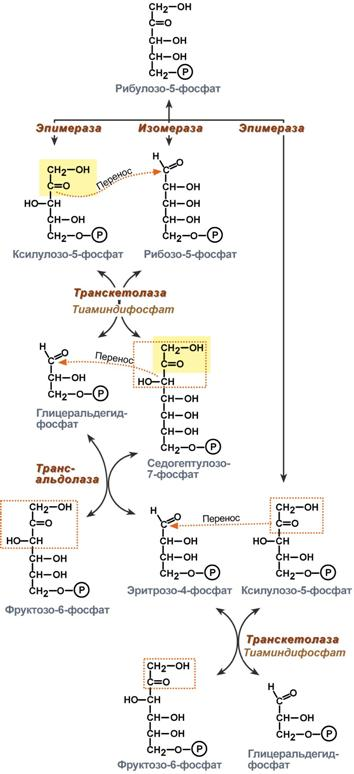 CH₂–OH
C=O
CH–OH
CH–OH
CH₂–O–P
Рибулозо-5-фосфат
Эпимераза Изомераза Эпимераза
CH₂–OH
C=O
HO–CH
CH–OH
CH₂–O–P
Ксилулозо-5-фосфат
Перенос
H
C=O
CH–OH
CH–OH
CH–OH
CH₂–O–P
Рибозо-5-фосфат
Транскетолаза
Тиаминдифосфат
H
C=O
CH–OH
CH₂–O–P
Глицеральдегид-
фосфат
Перенос
CH₂–OH
C=O
HO–CH
CH–OH
CH–OH
CH–OH
CH₂–O–P
Седогептулозо-
7-фосфат
Транс-
альдолаза
CH₂–OH
C=O
HO–CH
CH–OH
CH–OH
CH₂–O–P
Фруктозо-6-фосфат
H
C=O
CH–OH
CH–OH
CH₂–O–P
Эритрозо-4-фосфат
Перенос
CH₂–OH
C=O
HO–CH
CH–OH
CH₂–O–P
Ксилулозо-5-фосфат
Транскетолаза
Тиаминдифосфат
CH₂–OH
C=O
HO–CH
CH–OH
CH–OH
CH₂–O–P
Фруктозо-6-фосфат
H
C=O
CH–OH
CH₂–O–P
Глицеральдегид-
фосфат